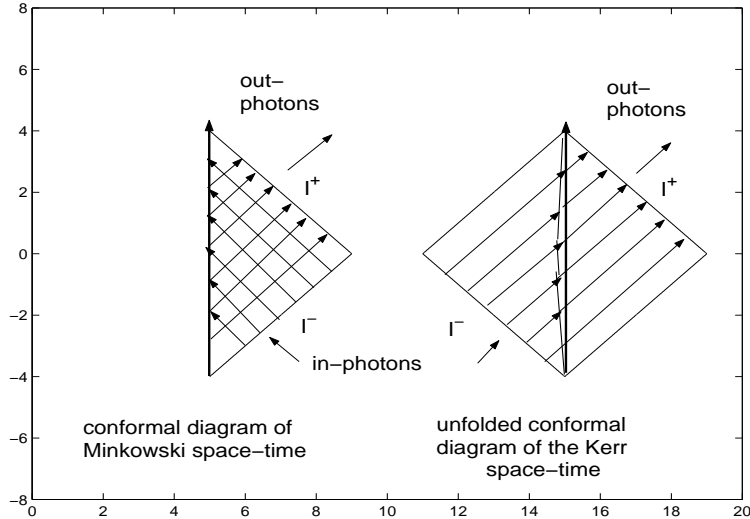 8
6
4
2
0
−2
−4
−6
−8
0
2
4
6
8
10
12
14
16
18
20
out−
photons
I+
I−
in−photons
conformal diagram of
Minkowski space−time
out−
photons
I+
I−
unfolded conformal
diagram of the Kerr
space−time